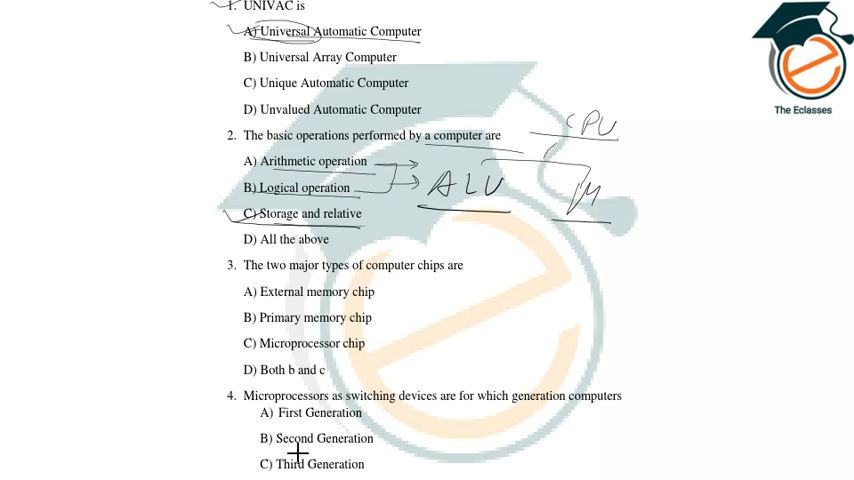 1. UNIVAC is
A) Universal Automatic Computer
B) Universal Array Computer
C) Unique Automatic Computer
D) Unvalued Automatic Computer
2. The basic operations performed by a computer are
CPU
A) Arithmetic operation
B) Logical operation
ALU
M
C) Storage and relative
D) All the above
3. The two major types of computer chips are
A) External memory chip
B) Primary memory chip
C) Microprocessor chip
D) Both b and c
4. Microprocessors as switching devices are for which generation computers
A) First Generation
B) Second Generation
C) Third Generation
The Eclasses